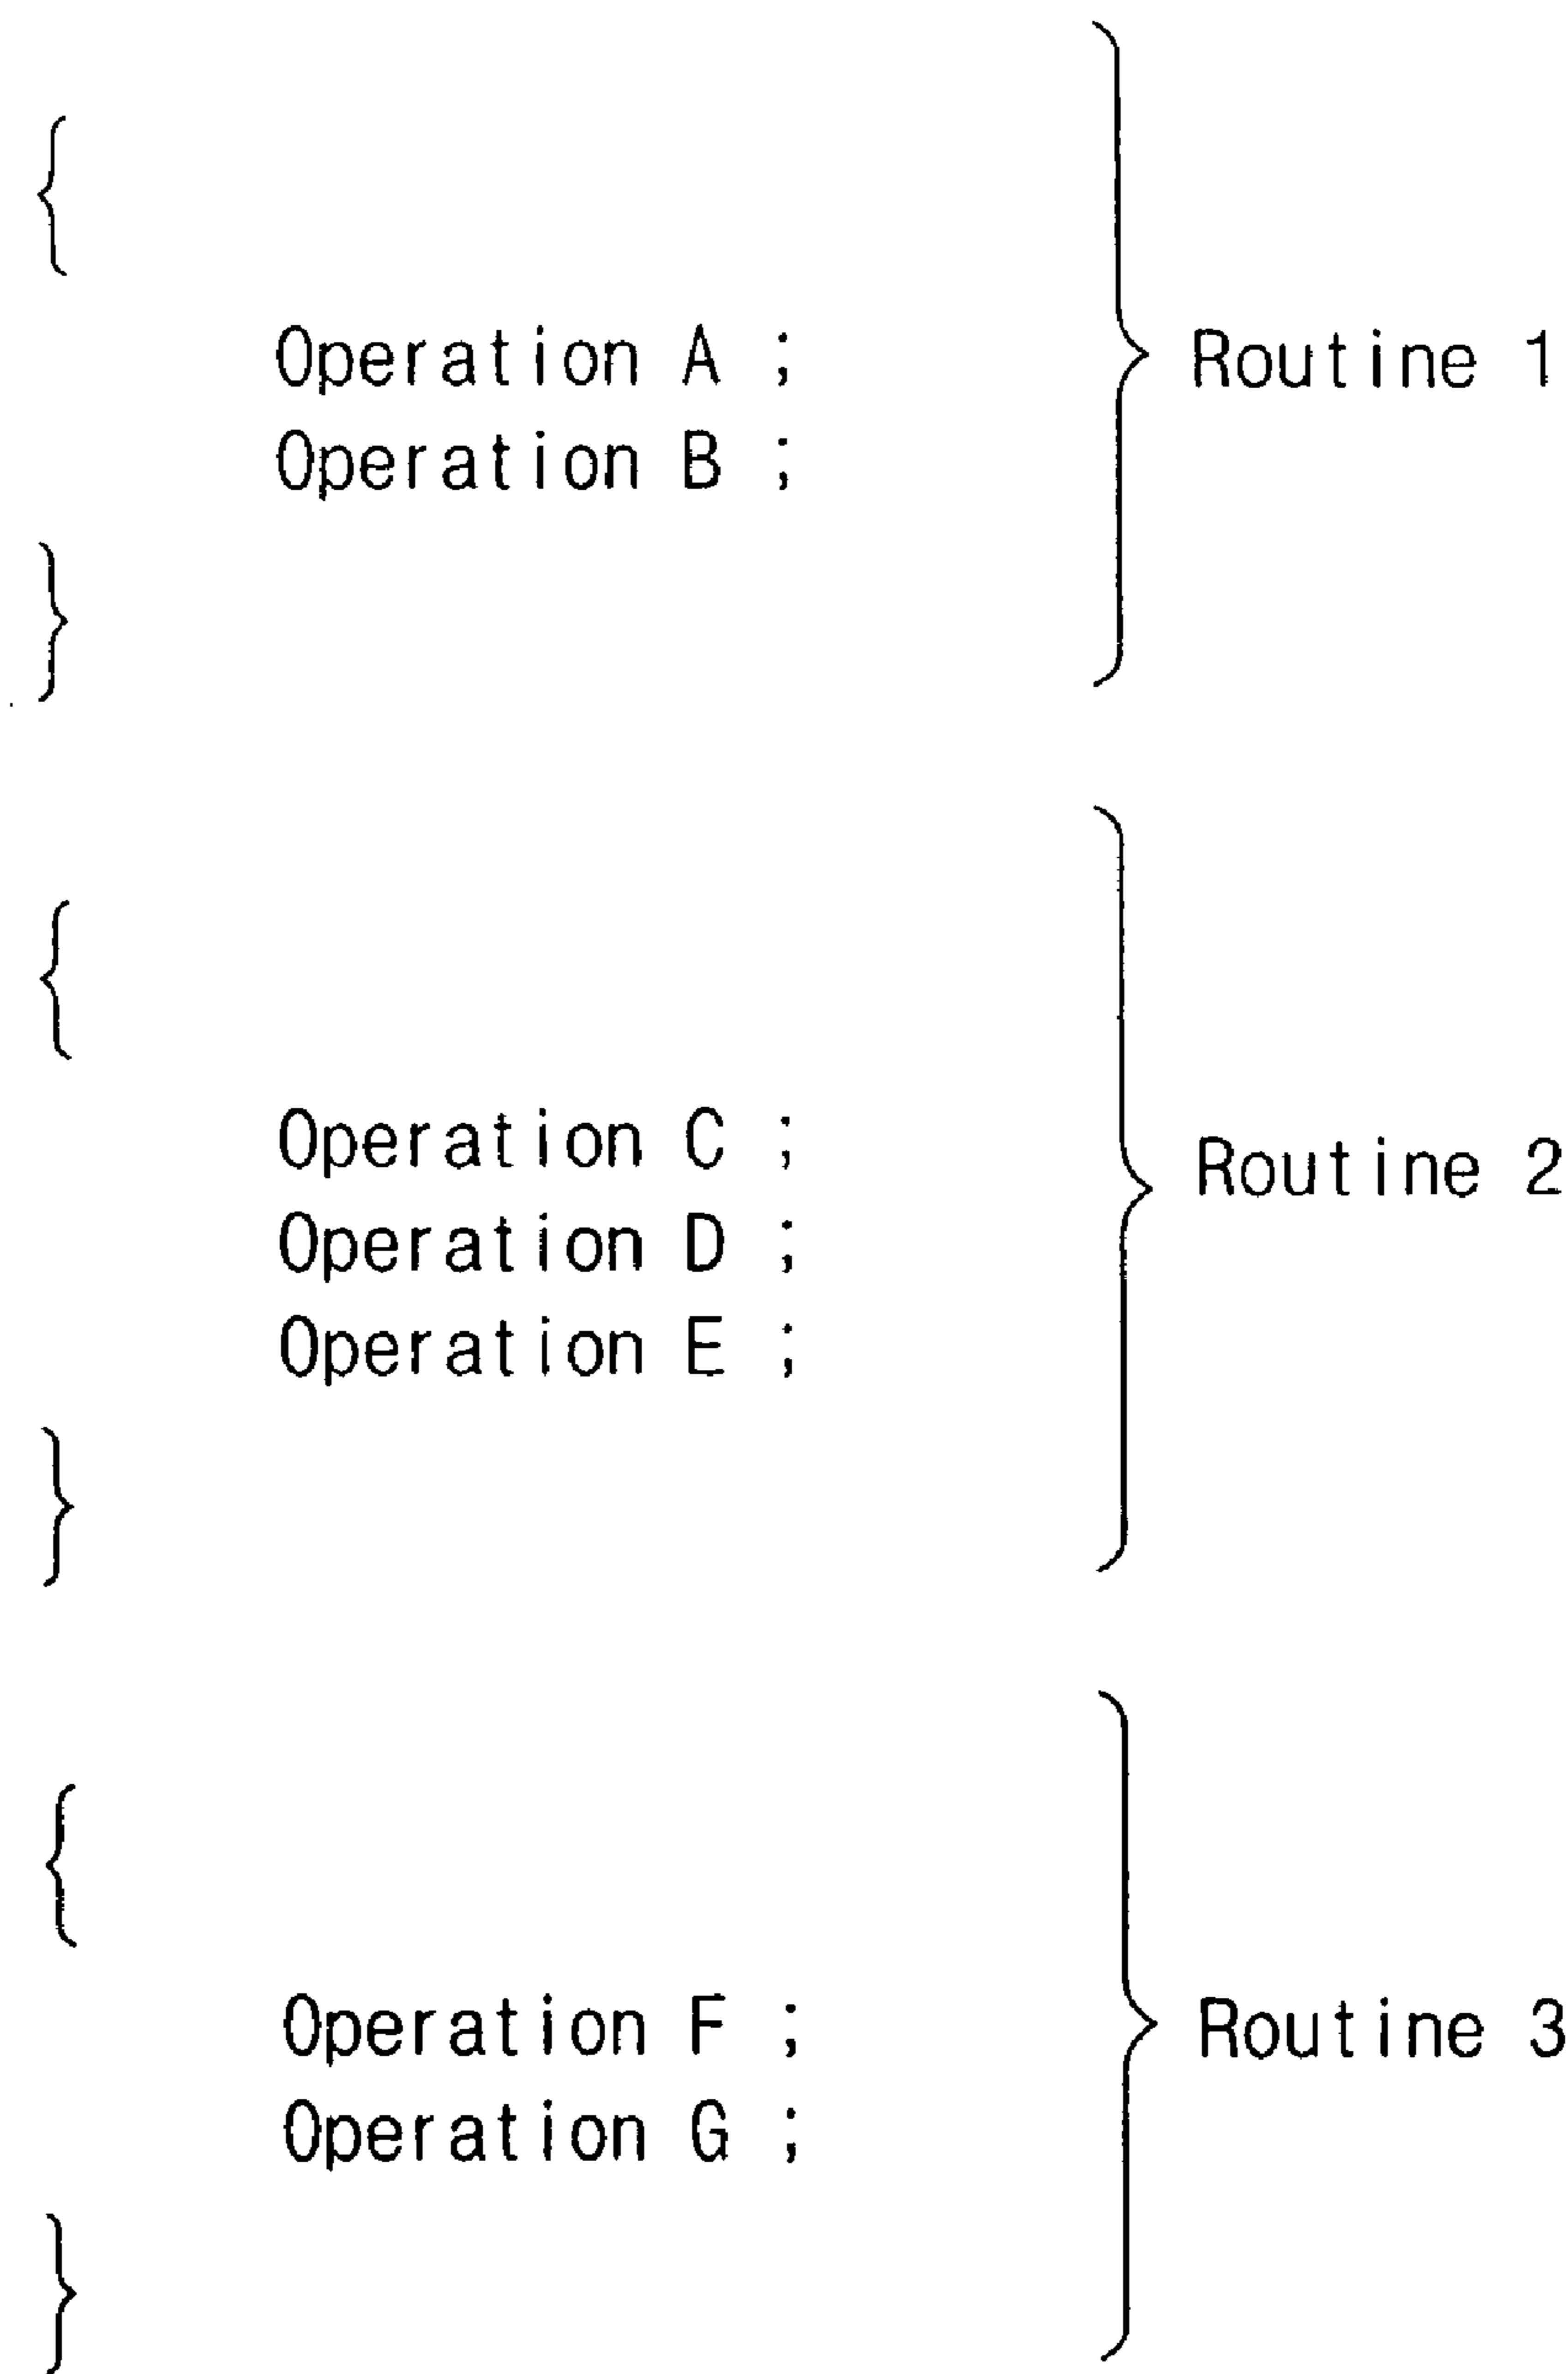 {
Operation A ; Routine 1
Operation B ;
}
{
Operation C ; Routine 2
Operation D ;
Operation E ;
}
{
Operation F ; Routine 3
Operation G ;
}